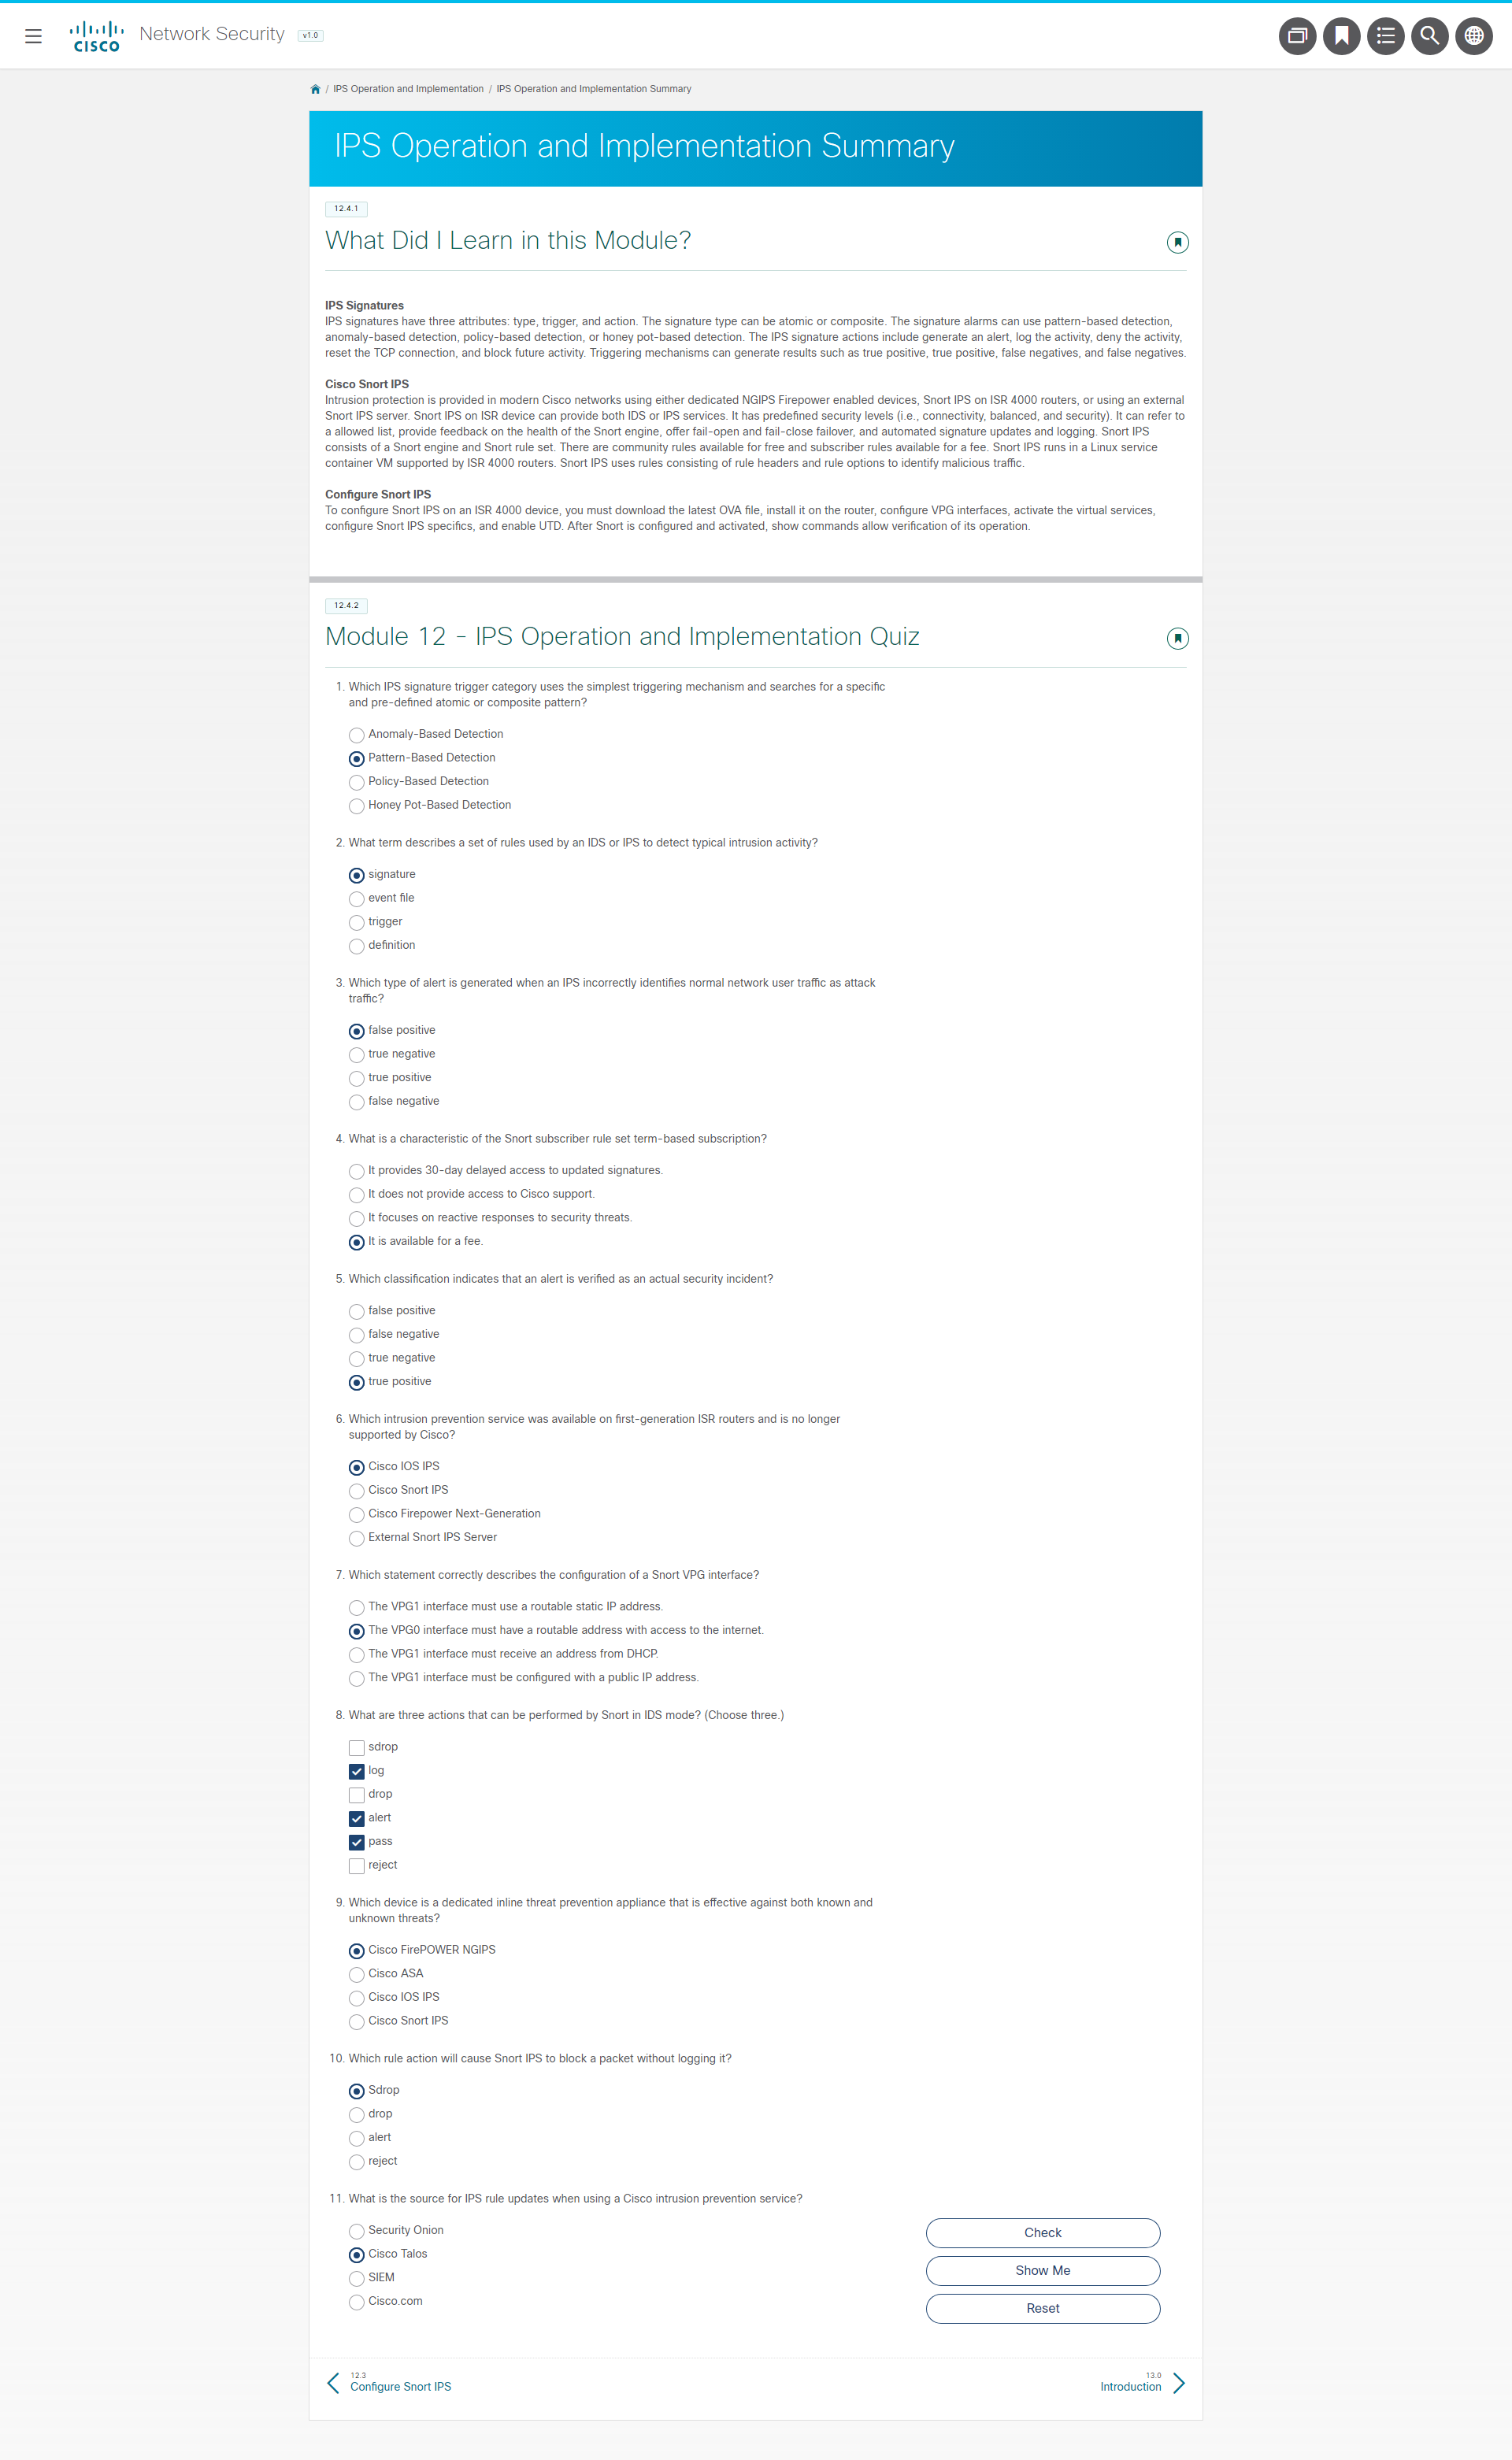 CISCO
Network Security
v1.0
/ IPS Operation and Implementation / IPS Operation and Implementation Summary
IPS Operation and Implementation Summary
12.4.1
What Did I Learn in this Module?
IPS Signatures
IPS signatures have three attributes: type, trigger, and action. The signature type can be atomic or composite. The signature alarms can use pattern-based detection,
anomaly-based detection, policy-based detection, or honey pot-based detection. The IPS signature actions include generate an alert, log the activity, deny the activity,
reset the TCP connection, and block future activity. Triggering mechanisms can generate results such as true positive, true positive, false negatives, and false negatives.
Cisco Snort IPS
Intrusion protection is provided in modern Cisco networks using either dedicated NGIPS Firepower enabled devices, Snort IPS on ISR 4000 routers, or using an external
Snort IPS server. Snort IPS on ISR device can provide both IDS or IPS services. It has predefined security levels (i.e., connectivity, balanced, and security). It can refer to
a allowed list, provide feedback on the health of the Snort engine, offer fail-open and fail-close failover, and automated signature updates and logging. Snort IPS
consists of a Snort engine and Snort rule set. There are community rules available for free and subscriber rules available for a fee. Snort IPS runs in a Linux service
container VM supported by ISR 4000 routers. Snort IPS uses rules consisting of rule headers and rule options to identify malicious traffic.
Configure Snort IPS
To configure Snort IPS on an ISR 4000 device, you must download the latest OVA file, install it on the router, configure VPG interfaces, activate the virtual services,
configure Snort IPS specifics, and enable UTD. After Snort is configured and activated, show commands allow verification of its operation.
12.4.2
Module 12 - IPS Operation and Implementation Quiz
1. Which IPS signature trigger category uses the simplest triggering mechanism and searches for a specific
and pre-defined atomic or composite pattern?
Anomaly-Based Detection
Pattern-Based Detection
Policy-Based Detection
Honey Pot-Based Detection
2. What term describes a set of rules used by an IDS or IPS to detect typical intrusion activity?
signature
event file
trigger
definition
3. Which type of alert is generated when an IPS incorrectly identifies normal network user traffic as attack
traffic?
false positive
true negative
true positive
false negative
4. What is a characteristic of the Snort subscriber rule set term-based subscription?
It provides 30-day delayed access to updated signatures.
It does not provide access to Cisco support.
It focuses on reactive responses to security threats.
It is available for a fee.
5. Which classification indicates that an alert is verified as an actual security incident?
false positive
false negative
true negative
true positive
6. Which intrusion prevention service was available on first-generation ISR routers and is no longer
supported by Cisco?
Cisco IOS IPS
Cisco Snort IPS
Cisco Firepower Next-Generation
External Snort IPS Server
7. Which statement correctly describes the configuration of a Snort VPG interface?
The VPG1 interface must use a routable static IP address.
The VPG0 interface must have a routable address with access to the internet.
The VPG1 interface must receive an address from DHCP.
The VPG1 interface must be configured with a public IP address.
8. What are three actions that can be performed by Snort in IDS mode? (Choose three.)
sdrop
log
drop
alert
pass
reject
9. Which device is a dedicated inline threat prevention appliance that is effective against both known and
unknown threats?
Cisco FirePOWER NGIPS
Cisco ASA
Cisco IOS IPS
Cisco Snort IPS
10. Which rule action will cause Snort IPS to block a packet without logging it?
Sdrop
drop
alert
reject
11. What is the source for IPS rule updates when using a Cisco intrusion prevention service?
Security Onion
Cisco Talos
SIEM
Cisco.com
Check
Show Me
Reset
12.3
Configure Snort IPS
13.0
Introduction